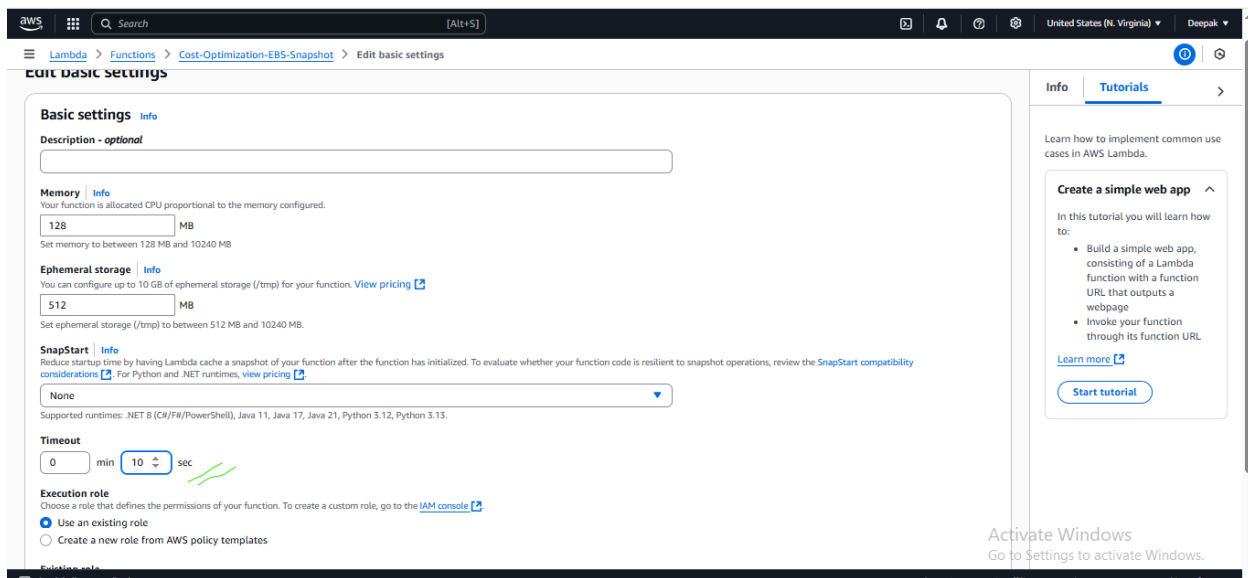 aws
Search
[Alt+S]
United States (N. Virginia)
Deepak
Lambda > Functions > Cost-Optimization-EBS-Snapshot > Edit basic settings
Edit basic settings
Basic settings Info
Description - optional
Memory Info
Your function is allocated CPU proportional to the memory configured.
128 MB
Set memory to between 128 MB and 10240 MB
Ephemeral storage Info
You can configure up to 10 GB of ephemeral storage (/tmp) for your function. View pricing
512 MB
Set ephemeral storage (/tmp) to between 512 MB and 10240 MB.
SnapStart Info
Reduce startup time by having Lambda cache a snapshot of your function after the function has initialized. To evaluate whether your function code is resilient to snapshot operations, review the SnapStart compatibility
considerations. For Python and .NET runtimes, view pricing.
None
Supported runtimes: .NET 8 (C#/F#/PowerShell), Java 11, Java 17, Java 21, Python 3.12, Python 3.13.
Timeout
0 min 10 sec
Execution role
Choose a role that defines the permissions of your function. To create a custom role, go to the IAM console.
Use an existing role
Create a new role from AWS policy templates
Existing role
Info
Tutorials
Learn how to implement common use
cases in AWS Lambda.
Create a simple web app
In this tutorial you will learn how
to:
• Build a simple web app,
consisting of a Lambda
function with a function
URL that outputs a
webpage
• Invoke your function
through its function URL
Learn more
Start tutorial
Activate Windows
Go to Settings to activate Windows.